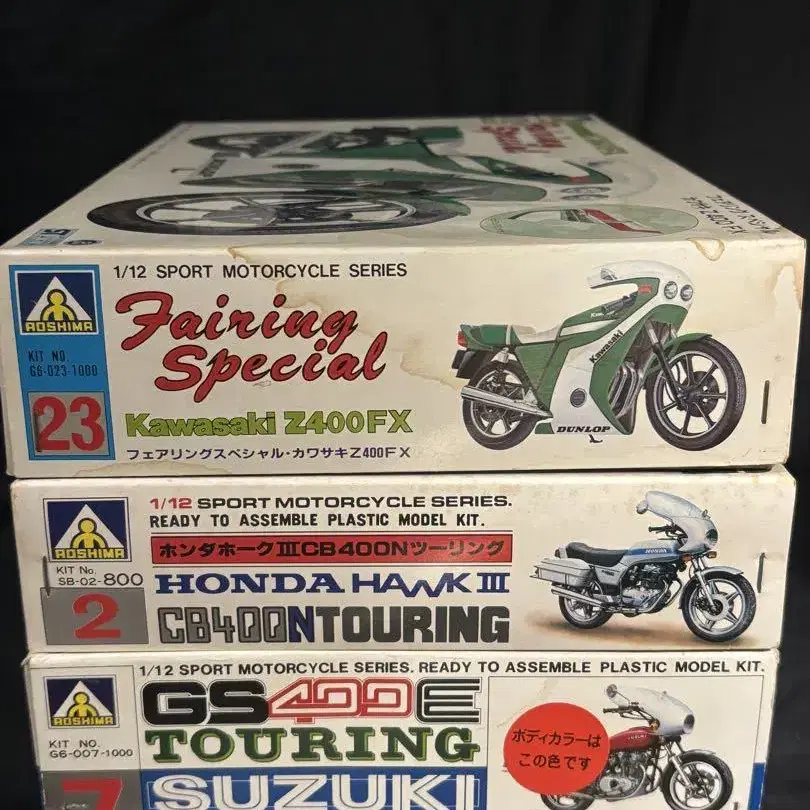 Special
1/12 SPORT MOTORCYCLE SERIES
AOSHIMA
Fairing
Special
KIT NO.
G6-023-1000
23
Kawasaki Z400FX
フェアリングスペシャル・カワサキZ400FX
Kawasaki
DUNLOP
1/12 SPORT MOTORCYCLE SERIES.
READY TO ASSEMBLE PLASTIC MODEL KIT.
AOSHIMA
ホンダホークIIICB400Nツーリング
KIT No.
SB-02-800
HONDA HAWK III
HONDA
2
CB400NTOURING
1/12 SPORT MOTORCYCLE SERIES. READY TO ASSEMBLE PLASTIC MODEL KIT.
AOSHIMA
GS400E
TOURING
ボディカラーは
この色です
KIT NO.
G6-007-1000
7
SUZUKI